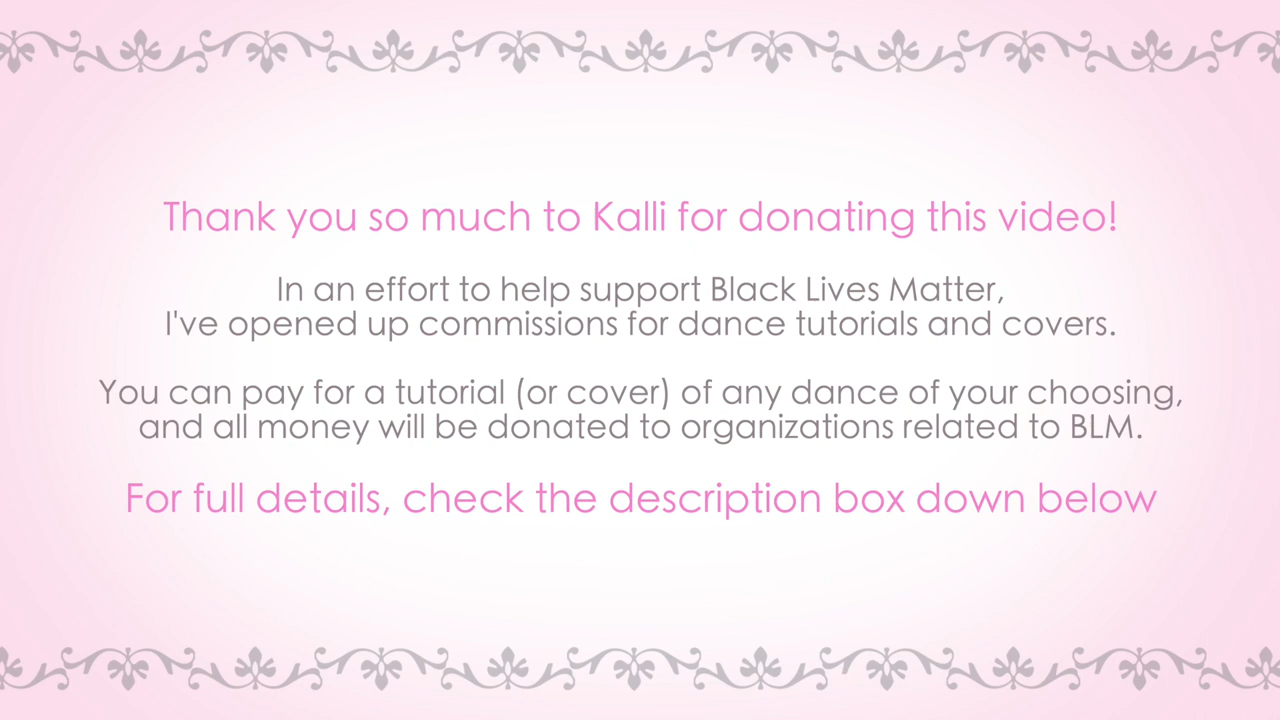 Thank you so much to Kalli for donating this video!
In an effort to help support Black Lives Matter,
I've opened up commissions for dance tutorials and covers.
You can pay for a tutorial (or cover) of any dance of your choosing,
and all money will be donated to organizations related to BLM.
For full details, check the description box down below